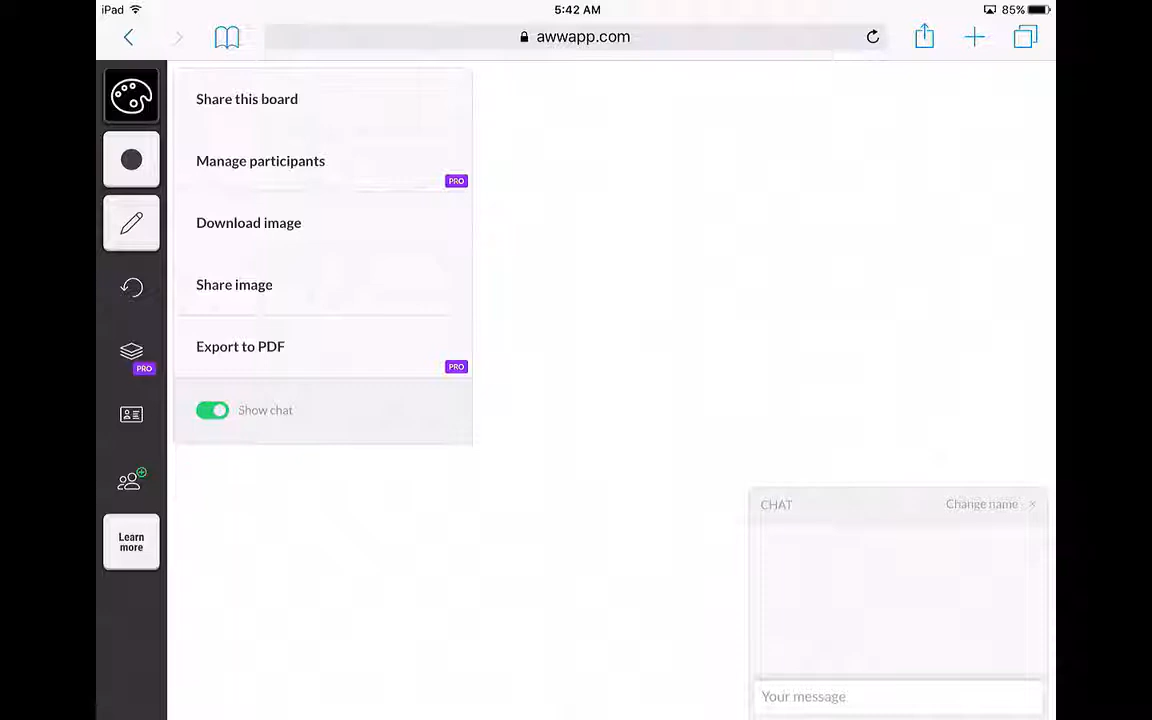 iPad
5:42 AM
85%
awwapp.com
Share this board
Manage participants
PRO
Download image
Share image
Export to PDF
PRO
Show chat
PRO
Learn
more
CHAT
Change name
Your message